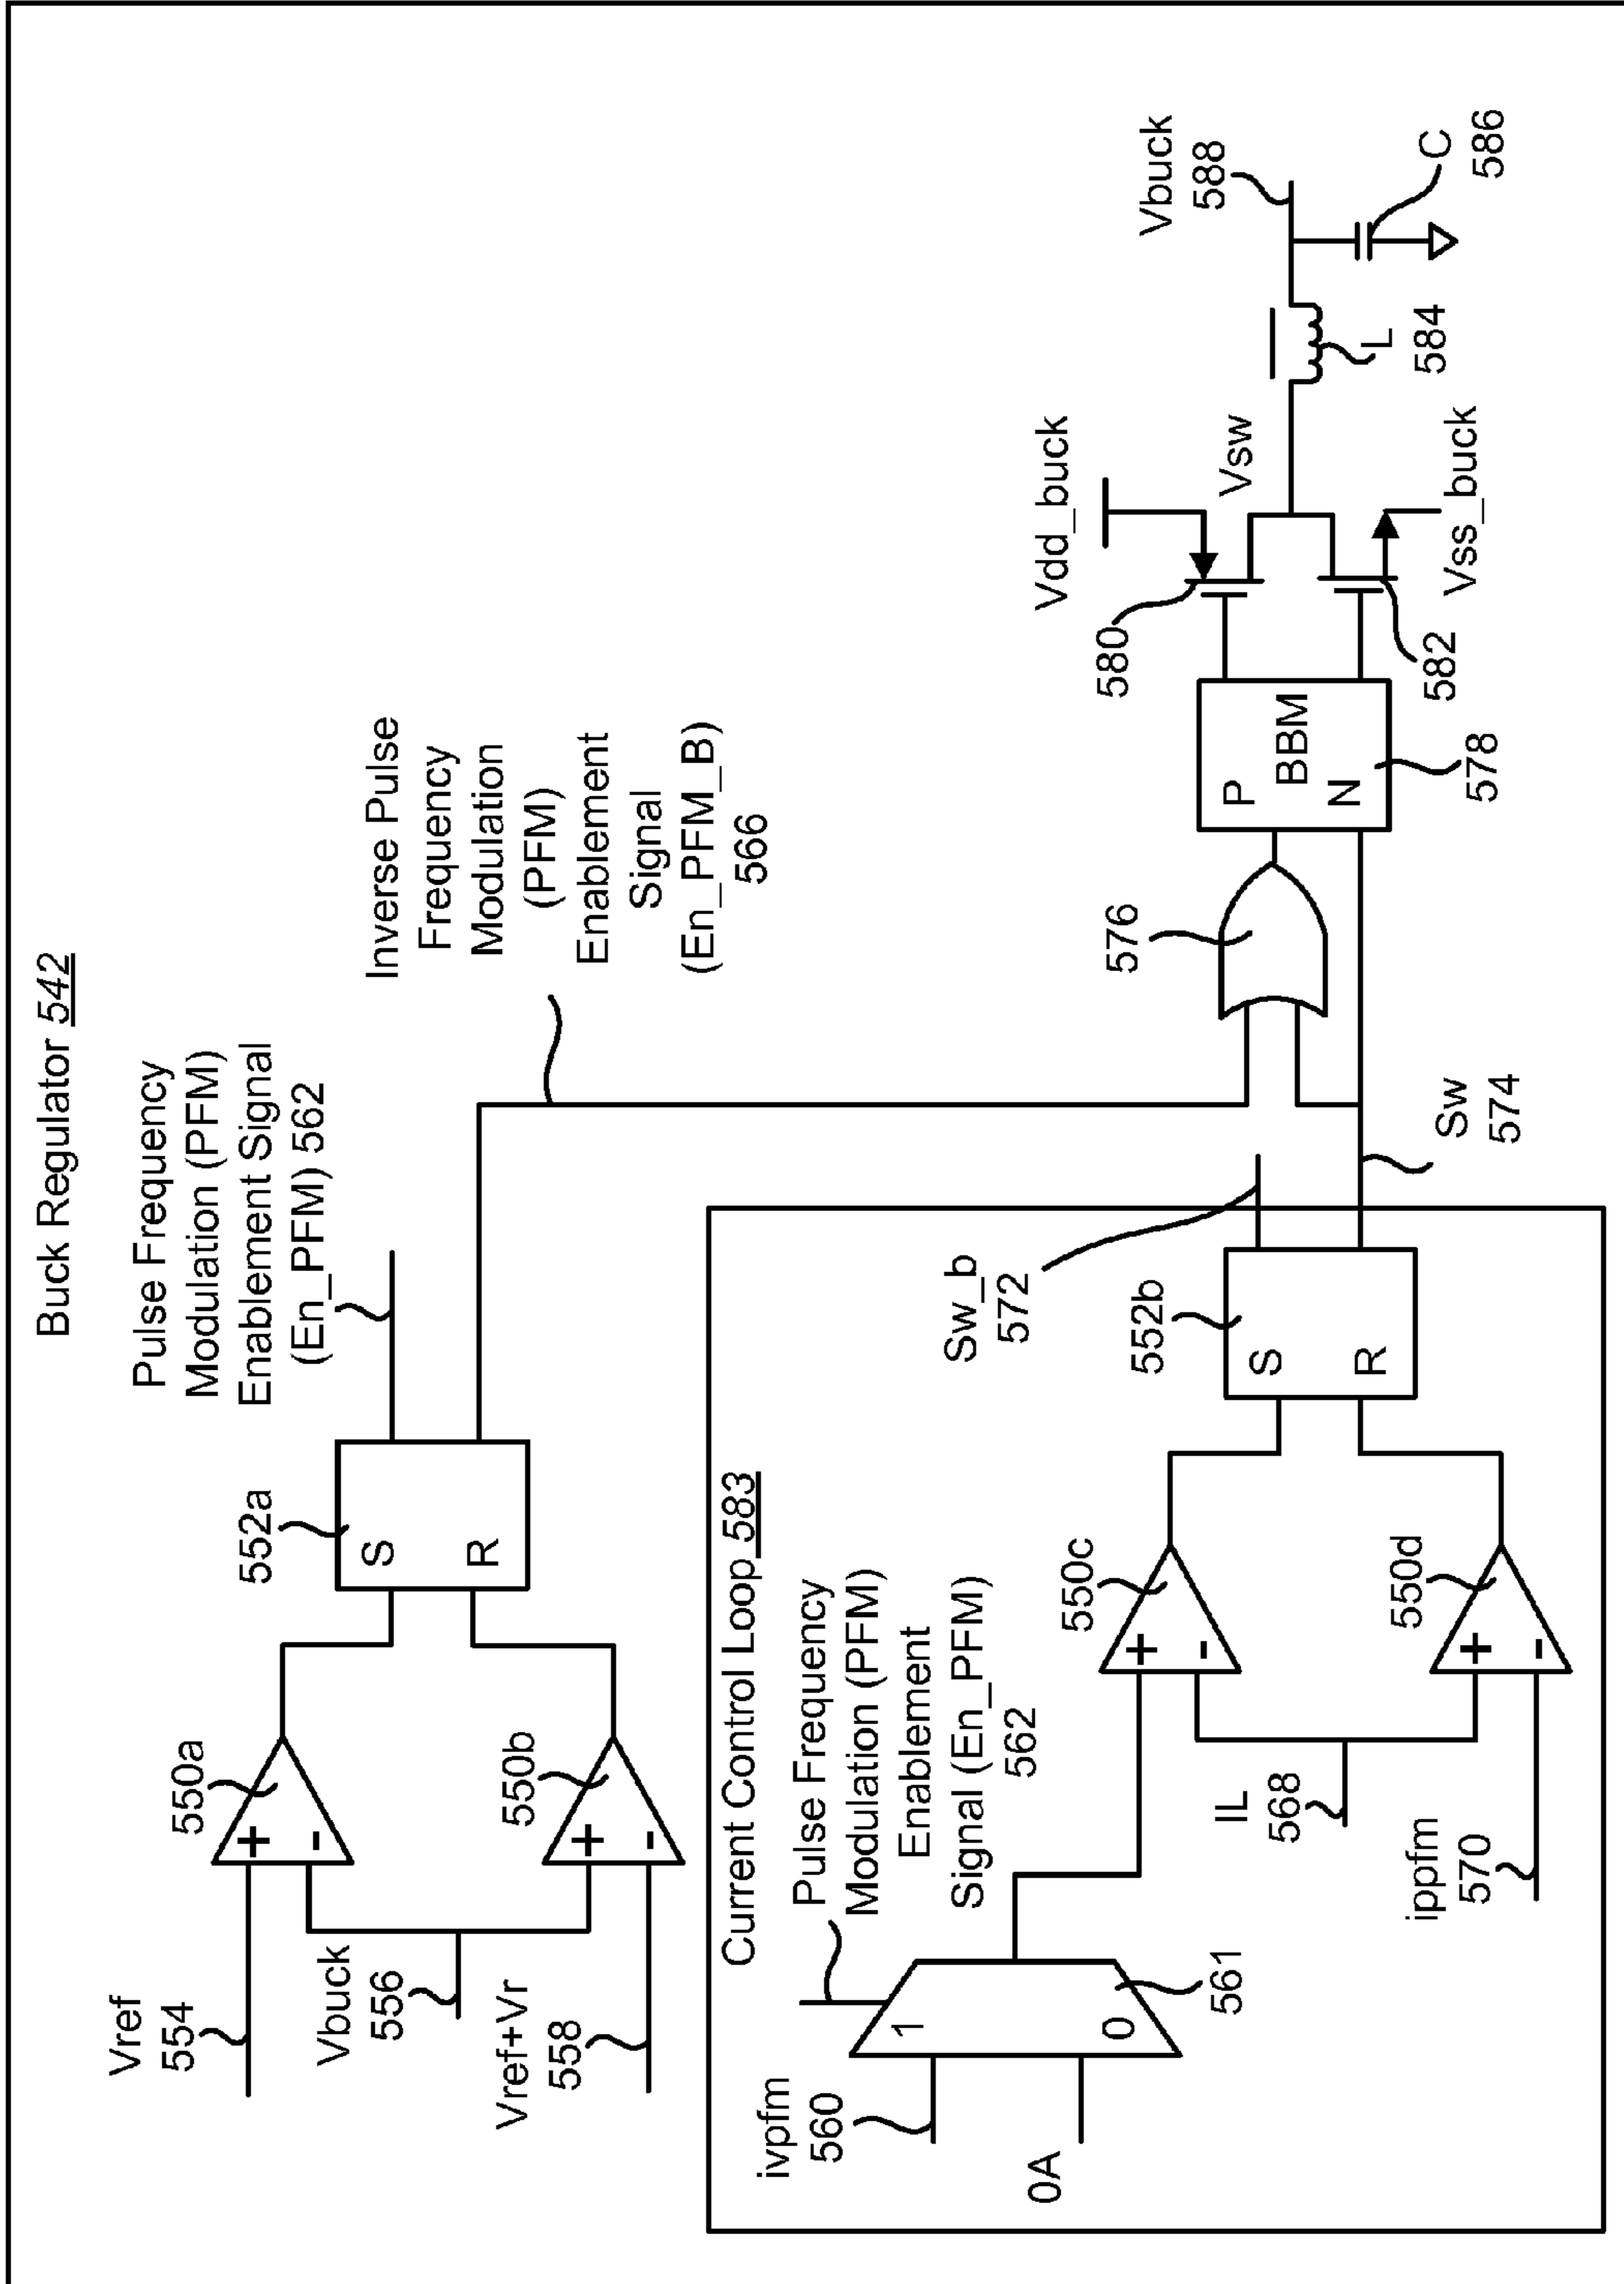 Buck Regulator 542
Pulse Frequency
Modulation (PFM)
Enablement Signal
(En_PFM) 562
Inverse Pulse
Frequency
Modulation
(PFM)
Enablement
Signal
(En_PFM_B)
566
Vref
554
Vbuck
556
Vref+Vr
558
550a
+
-
550b
+
-
552a
S
R
Current Control Loop 583
Pulse Frequency
Modulation (PFM)
Enablement
Signal (En_PFM)
562
ivpfm
560
0A
1
0
561
IL
568
ippfm
570
550c
+
-
550d
+
-
552b
S
R
Sw_b
572
Sw
574
576
P
BBM
N
578
580
582
Vdd_buck
Vsw
Vss_buck
L
584
Vbuck
588
C
586